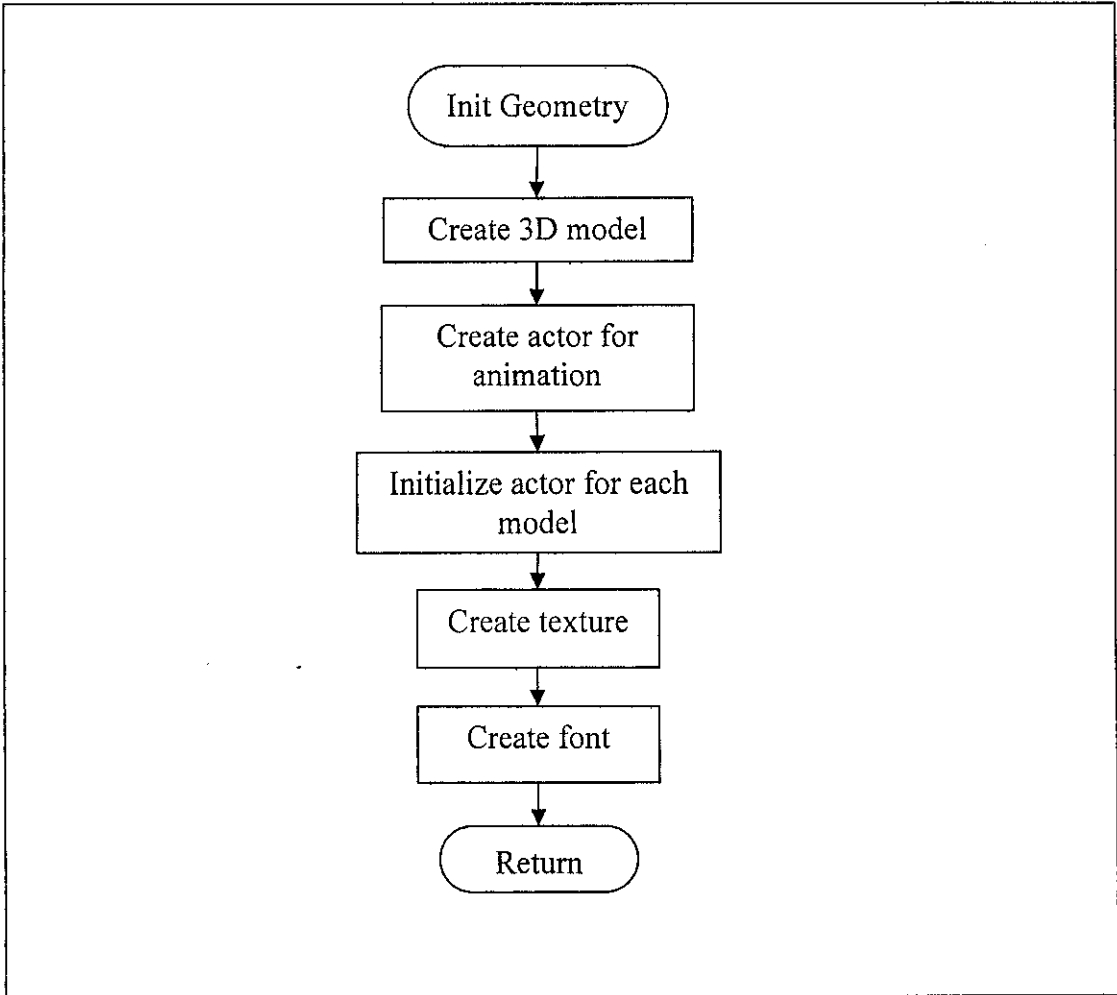 Init Geometry
Create 3D model
Create actor for
animation
Initialize actor for each
model
Create texture
Create font
Return